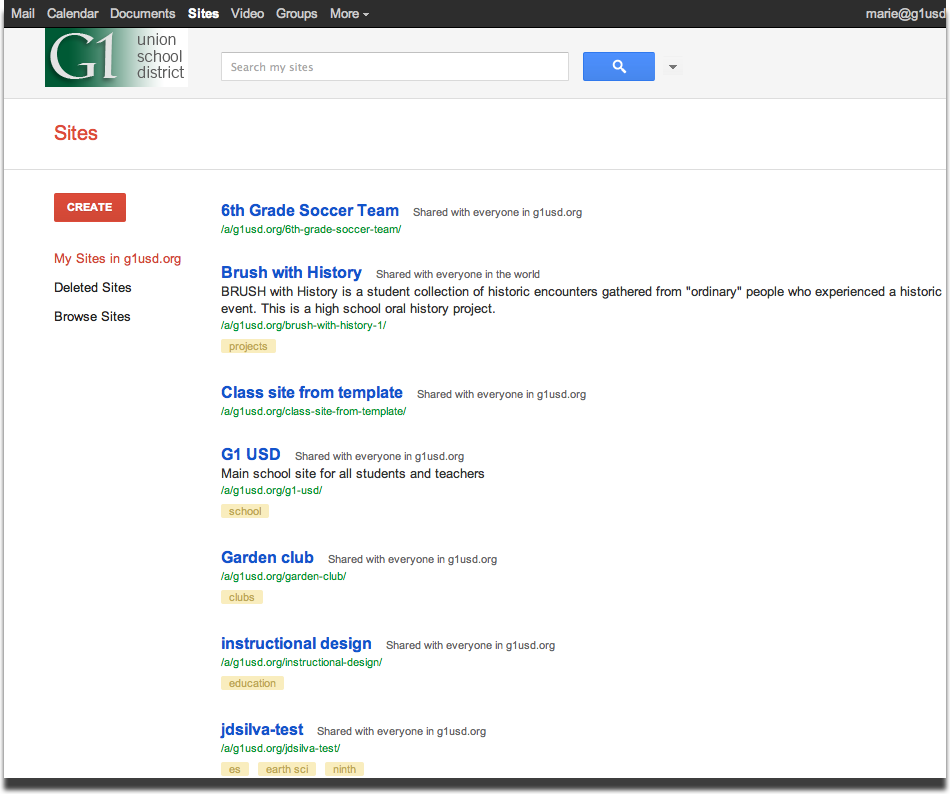 Mail Calendar Documents Sites Video Groups More marie@g1usd
G1 union
school
district
Search my sites
Sites
CREATE
My Sites in g1usd.org
Deleted Sites
Browse Sites
6th Grade Soccer Team Shared with everyone in g1usd.org
/a/g1usd.org/6th-grade-soccer-team/
Brush with History Shared with everyone in the world
BRUSH with History is a student collection of historic encounters gathered from "ordinary" people who experienced a historic
event. This is a high school oral history project.
/a/g1usd.org/brush-with-history-1/
projects
Class site from template Shared with everyone in g1usd.org
/a/g1usd.org/class-site-from-template/
G1 USD Shared with everyone in g1usd.org
Main school site for all students and teachers
/a/g1usd.org/g1-usd/
school
Garden club Shared with everyone in g1usd.org
/a/g1usd.org/garden-club/
clubs
instructional design Shared with everyone in g1usd.org
/a/g1usd.org/instructional-design/
education
jdsilva-test Shared with everyone in g1usd.org
/a/g1usd.org/jdsilva-test/
es earth sci ninth